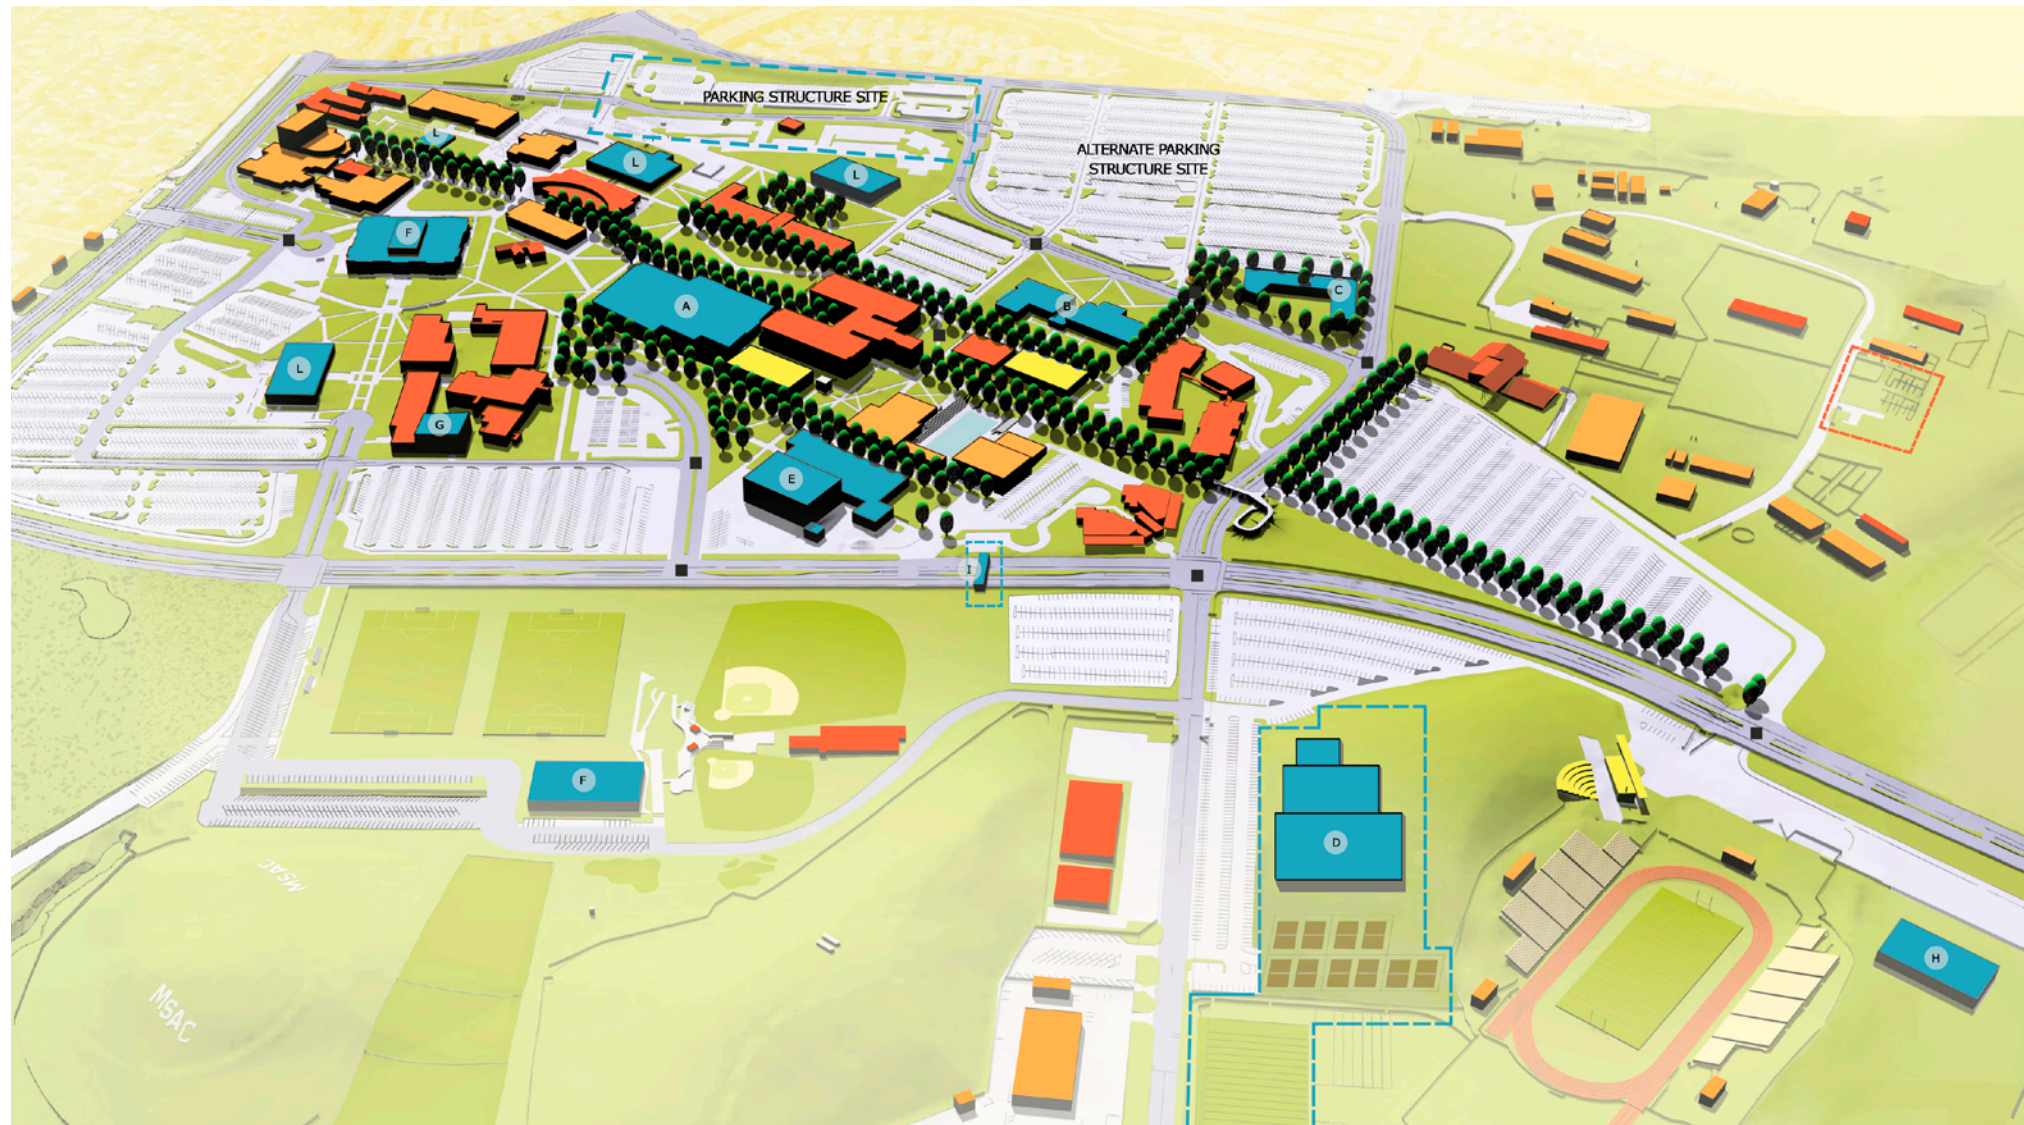 PARKING STRUCTURE SITE
L
L
L
ALTERNATE PARKING
STRUCTURE SITE
F
A
B
C
L
G
E
I
F
D
H
MSAC
MSAC